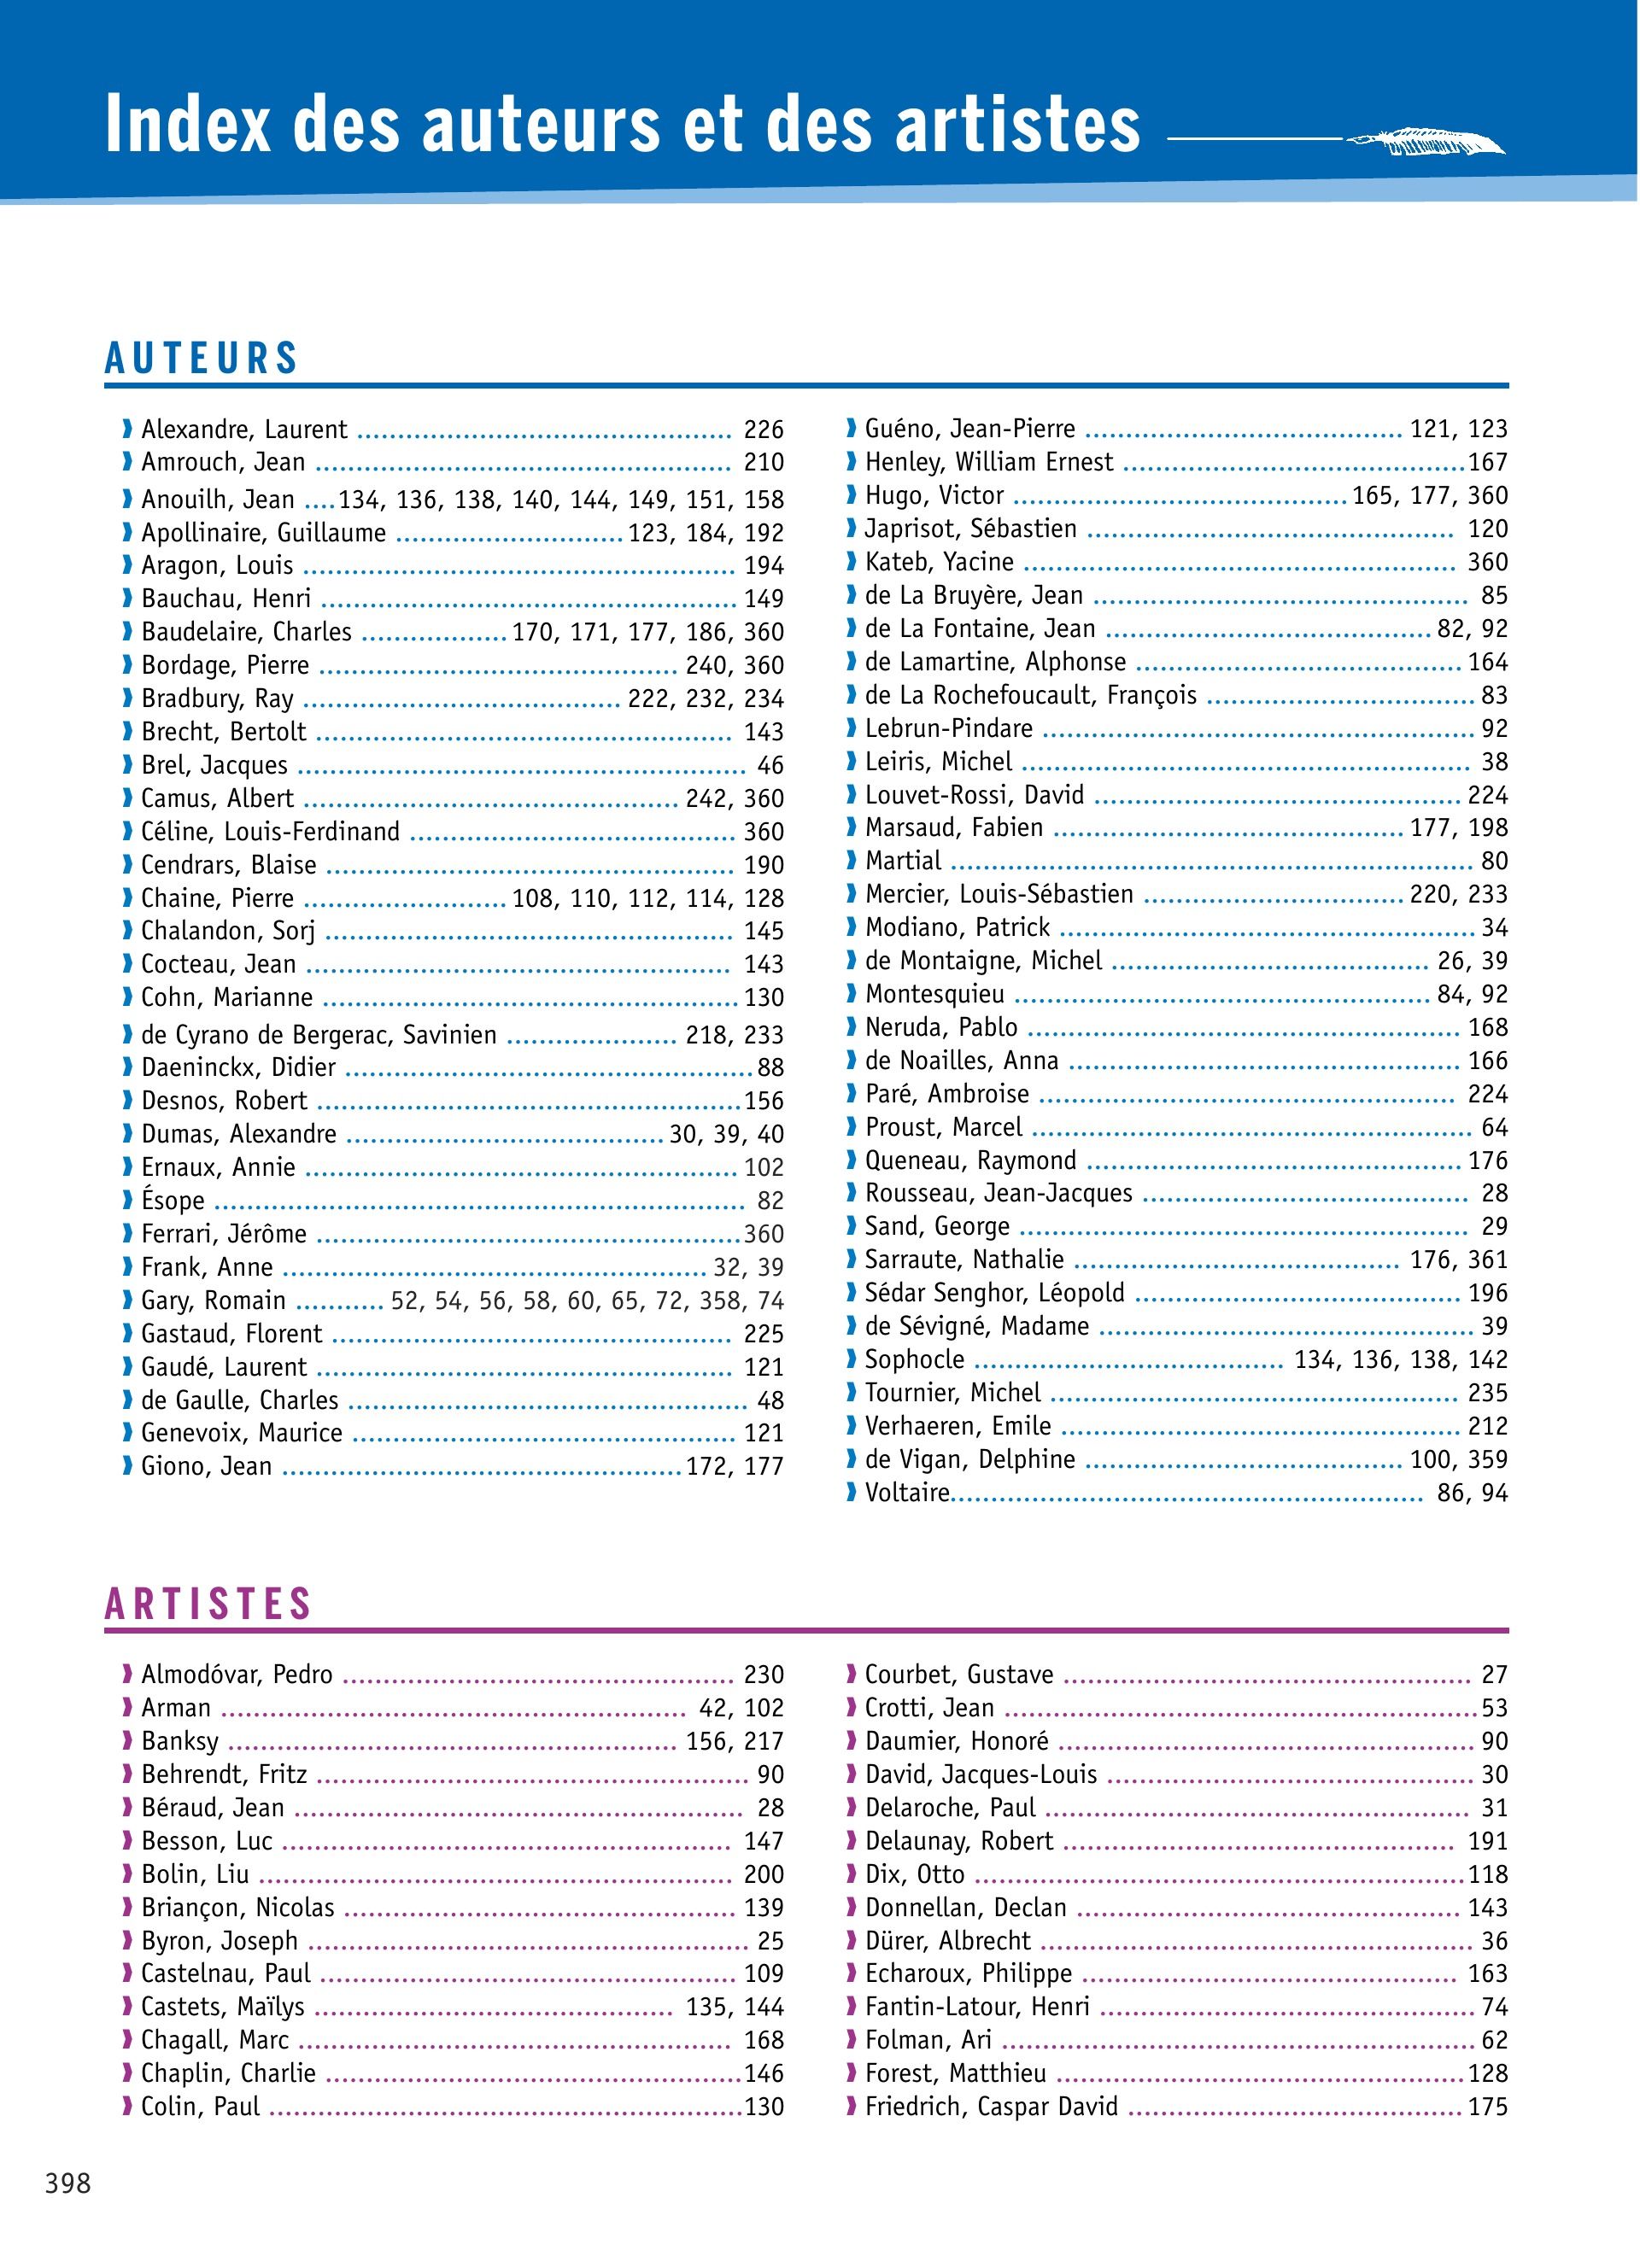 Index des auteurs et des artistes
AUTEURS
❱ Alexandre, Laurent .............................................. 226
❱ Amrouch, Jean ................................................... 210
❱ Anouilh, Jean ....134, 136, 138, 140, 144, 149, 151, 158
❱ Apollinaire, Guillaume ............................ 123, 184, 192
❱ Aragon, Louis ..................................................... 194
❱ Bauchau, Henri ................................................... 149
❱ Baudelaire, Charles .................. 170, 171, 177, 186, 360
❱ Bordage, Pierre ............................................ 240, 360
❱ Bradbury, Ray ....................................... 222, 232, 234
❱ Brecht, Bertolt ................................................... 143
❱ Brel, Jacques ....................................................... 46
❱ Camus, Albert .............................................. 242, 360
❱ Céline, Louis-Ferdinand ........................................ 360
❱ Cendrars, Blaise .................................................. 190
❱ Chaine, Pierre ......................... 108, 110, 112, 114, 128
❱ Chalandon, Sorj .................................................. 145
❱ Cocteau, Jean .................................................... 143
❱ Cohn, Marianne ................................................... 130
❱ de Cyrano de Bergerac, Savinien ..................... 218, 233
❱ Daeninckx, Didier .................................................. 88
❱ Desnos, Robert ....................................................156
❱ Dumas, Alexandre ....................................... 30, 39, 40
❱ Ernaux, Annie ..................................................... 102
❱ Ésope ................................................................. 82
❱ Ferrari, Jérôme ....................................................360
❱ Frank, Anne .................................................... 32, 39
❱ Gary, Romain ........... 52, 54, 56, 58, 60, 65, 72, 358, 74
❱ Gastaud, Florent ................................................. 225
❱ Gaudé, Laurent ................................................... 121
❱ de Gaulle, Charles ................................................. 48
❱ Genevoix, Maurice ............................................... 121
❱ Giono, Jean .................................................172, 177
❱ Guéno, Jean-Pierre ....................................... 121, 123
❱ Henley, William Ernest ..........................................167
❱ Hugo, Victor ......................................... 165, 177, 360
❱ Japrisot, Sébastien ............................................. 120
❱ Kateb, Yacine ..................................................... 360
❱ de La Bruyère, Jean .............................................. 85
❱ de La Fontaine, Jean ........................................ 82, 92
❱ de Lamartine, Alphonse ........................................ 164
❱ de La Rochefoucault, François ................................. 83
❱ Lebrun-Pindare ..................................................... 92
❱ Leiris, Michel ....................................................... 38
❱ Louvet-Rossi, David ............................................. 224
❱ Marsaud, Fabien ........................................... 177, 198
❱ Martial ................................................................ 80
❱ Mercier, Louis-Sébastien ................................ 220, 233
❱ Modiano, Patrick ................................................... 34
❱ de Montaigne, Michel ....................................... 26, 39
❱ Montesquieu ................................................... 84, 92
❱ Neruda, Pablo ..................................................... 168
❱ de Noailles, Anna ................................................ 166
❱ Paré, Ambroise ................................................... 224
❱ Proust, Marcel ...................................................... 64
❱ Queneau, Raymond .............................................. 176
❱ Rousseau, Jean-Jacques ........................................ 28
❱ Sand, George ....................................................... 29
❱ Sarraute, Nathalie ........................................ 176, 361
❱ Sédar Senghor, Léopold ........................................ 196
❱ de Sévigné, Madame .............................................. 39
❱ Sophocle ...................................... 134, 136, 138, 142
❱ Tournier, Michel .................................................. 235
❱ Verhaeren, Emile ................................................. 212
❱ de Vigan, Delphine ....................................... 100, 359
❱ Voltaire.......................................................... 86, 94
ARTISTES
❱ Almodóvar, Pedro ................................................ 230
❱ Arman ......................................................... 42, 102
❱ Banksy ....................................................... 156, 217
❱ Behrendt, Fritz ..................................................... 90
❱ Béraud, Jean ....................................................... 28
❱ Besson, Luc ....................................................... 147
❱ Bolin, Liu .......................................................... 200
❱ Briançon, Nicolas ................................................ 139
❱ Byron, Joseph ...................................................... 25
❱ Castelnau, Paul ................................................... 109
❱ Castets, Maïlys ............................................ 135, 144
❱ Chagall, Marc ..................................................... 168
❱ Chaplin, Charlie ...................................................146
❱ Colin, Paul ..........................................................130
❱ Courbet, Gustave .................................................. 27
❱ Crotti, Jean ..........................................................53
❱ Daumier, Honoré ................................................... 90
❱ David, Jacques-Louis ............................................. 30
❱ Delaroche, Paul .................................................... 31
❱ Delaunay, Robert ................................................ 191
❱ Dix, Otto ............................................................118
❱ Donnellan, Declan ............................................... 143
❱ Dürer, Albrecht ..................................................... 36
❱ Echaroux, Philippe .............................................. 163
❱ Fantin-Latour, Henri .............................................. 74
❱ Folman, Ari .......................................................... 62
❱ Forest, Matthieu ..................................................128
❱ Friedrich, Caspar David ......................................... 175
398